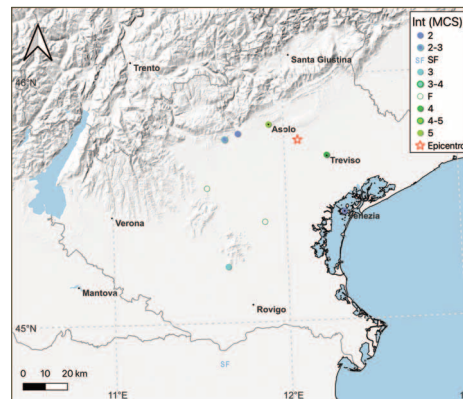 Int (MCS)
2
2-3
SF SF
3
3-4
F
4
4-5
5
Epicentro
Santa Giustina
Trento
46°N
Asolo
Treviso
Venezia
Verona
Mantova
Rovigo
45°N
SF
0 10 20 km
11°E
12°E